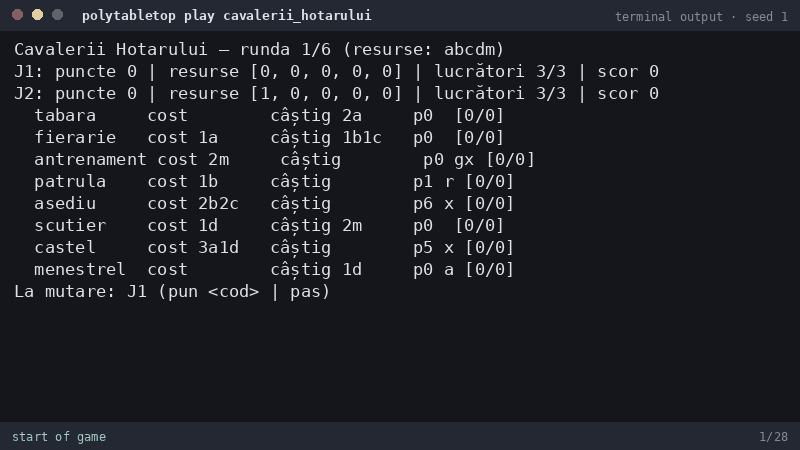 polytabletop play cavalerii_hotarului
terminal output · seed 1
Cavalerii Hotarului — runda 1/6 (resurse: abcdm)
J1: puncte 0 | resurse [0, 0, 0, 0, 0] | lucrători 3/3 | scor 0
J2: puncte 0 | resurse [1, 0, 0, 0, 0] | lucrători 3/3 | scor 0
tabara cost câștig 2a p0 [0/0]
fierarie cost 1a câștig 1b1c p0 [0/0]
antrenament cost 2m câștig p0 gx [0/0]
patrula cost 1b câștig p1 r [0/0]
asediu cost 2b2c câștig p6 x [0/0]
scutier cost 1d câștig 2m p0 [0/0]
castel cost 3a1d câștig p5 x [0/0]
menestrel cost câștig 1d p0 a [0/0]
La mutare: J1 (pun <cod> | pas)
start of game
1/28